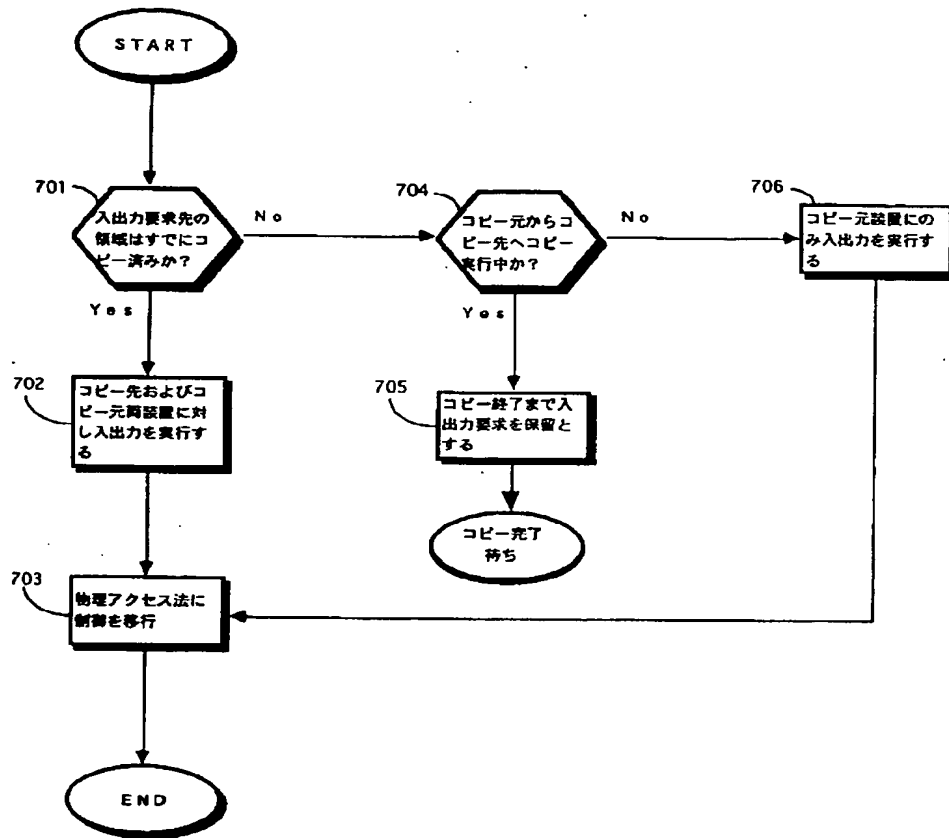 START
701
入出力要求先の
領域はすでにコ
ピー済みか？
No
704
コピー元からコ
ピー先へコピー
実行中か？
No
706
コピー元装置にの
み入出力を実行す
る
Yes
Yes
702
コピー先およびコ
ピー元両装置に対
し入出力を実行す
る
705
コピー終了まで入
出力要求を保留と
する
コピー完了
待ち
703
物理アクセス法に
制御を移行
END